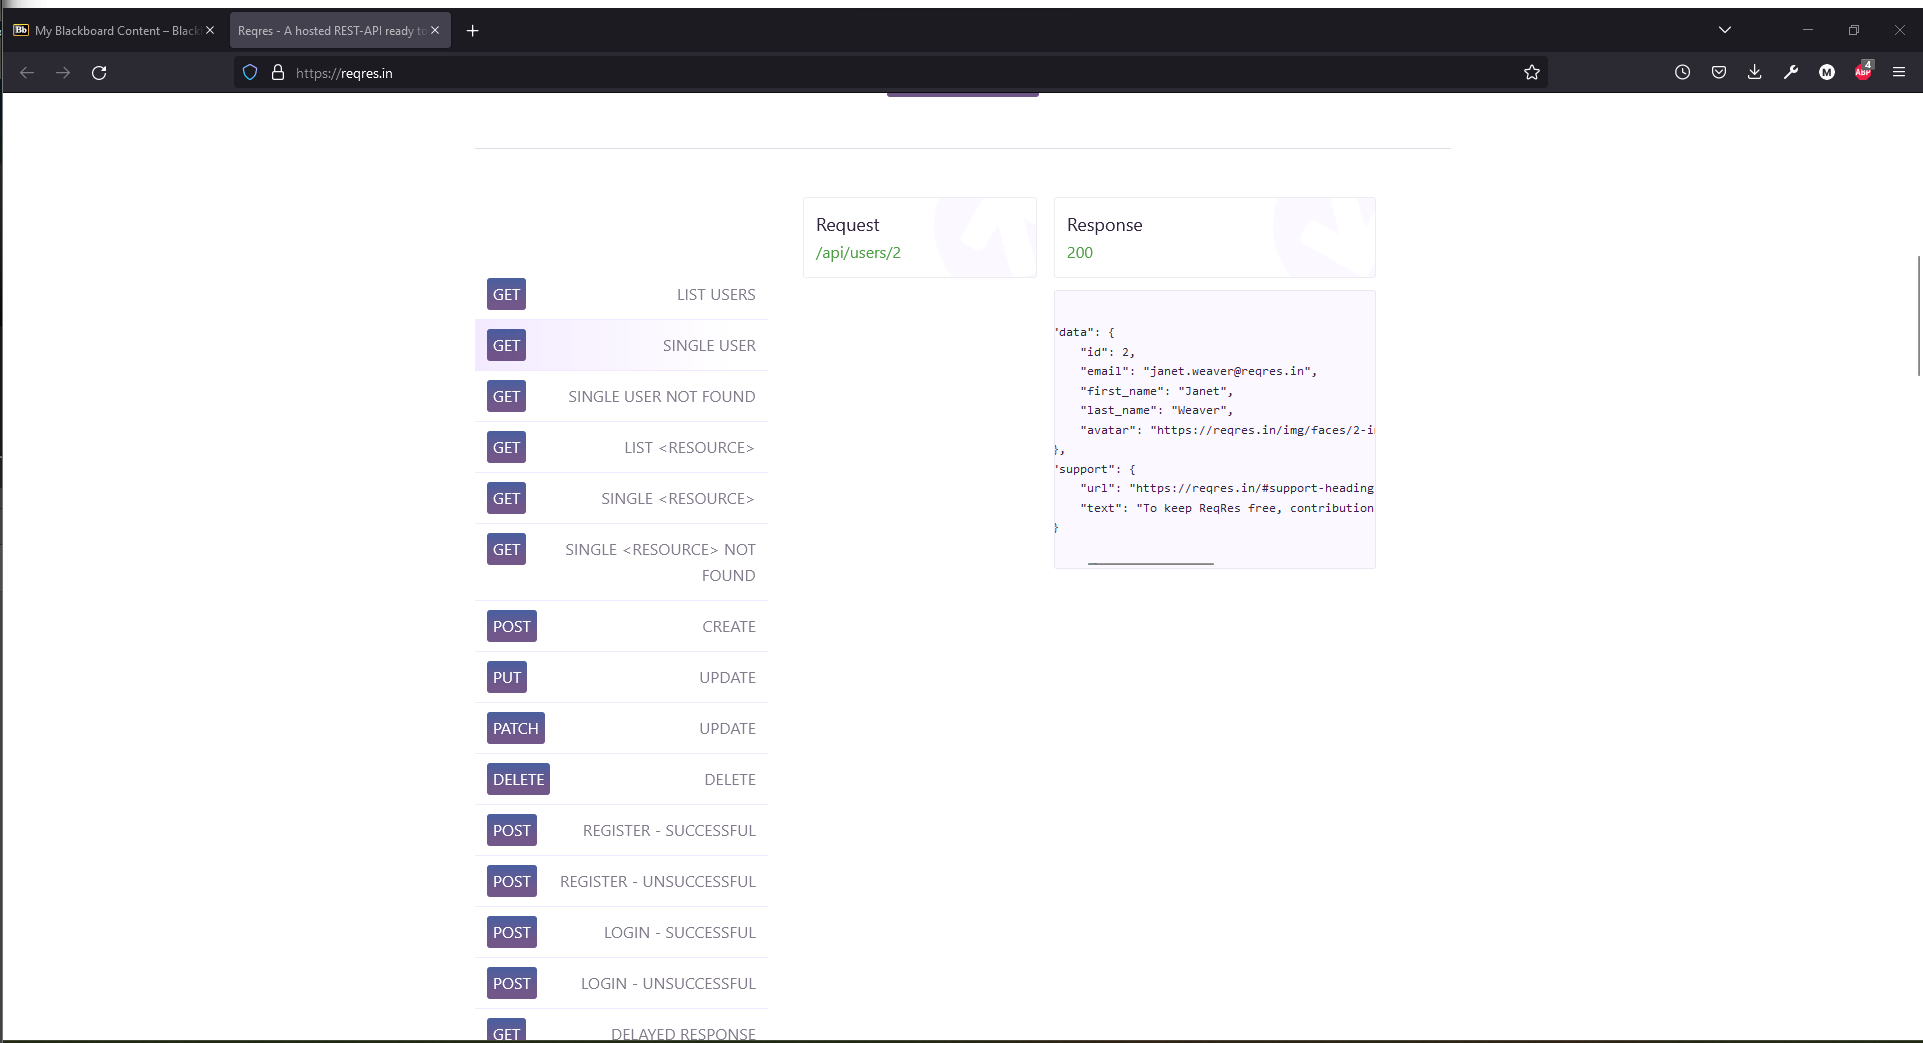 Bb My Blackboard Content – Black
Reqres - A hosted REST-API ready to
https://reqres.in
M
ABP
4
Request
/api/users/2
Response
200
GET LIST USERS
GET SINGLE USER
GET SINGLE USER NOT FOUND
GET LIST <RESOURCE>
GET SINGLE <RESOURCE>
GET SINGLE <RESOURCE> NOT
FOUND
POST CREATE
PUT UPDATE
PATCH UPDATE
DELETE DELETE
POST REGISTER - SUCCESSFUL
POST REGISTER - UNSUCCESSFUL
POST LOGIN - SUCCESSFUL
POST LOGIN - UNSUCCESSFUL
GET DELAYED RESPONSE
"data": {
"id": 2,
"email": "janet.weaver@reqres.in",
"first_name": "Janet",
"last_name": "Weaver",
"avatar": "https://reqres.in/img/faces/2-i
},
"support": {
"url": "https://reqres.in/#support-heading
"text": "To keep ReqRes free, contribution
}